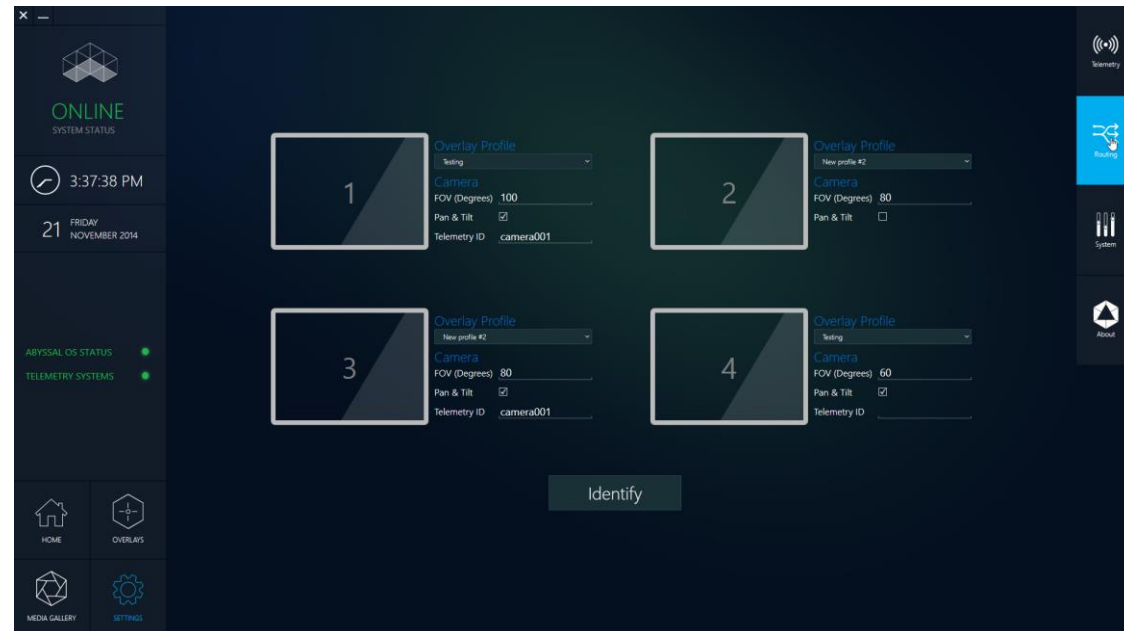 ONLINE
SYSTEM STATUS
3:37:38 PM
21 FRIDAY
NOVEMBER 2014
ABYSSAL OS STATUS
TELEMETRY SYSTEMS
HOME
OVERLAYS
MEDIA GALLERY
SETTINGS
1
Overlay Profile
Testing
Camera
FOV (Degrees) 100
Pan & Tilt
Telemetry ID camera001
2
Overlay Profile
New profile #2
Camera
FOV (Degrees) 80
Pan & Tilt
3
Overlay Profile
New profile #2
Camera
FOV (Degrees) 80
Pan & Tilt
Telemetry ID camera001
4
Overlay Profile
Testing
Camera
FOV (Degrees) 60
Pan & Tilt
Telemetry ID
Identify
Telemetry
Routing
System
About